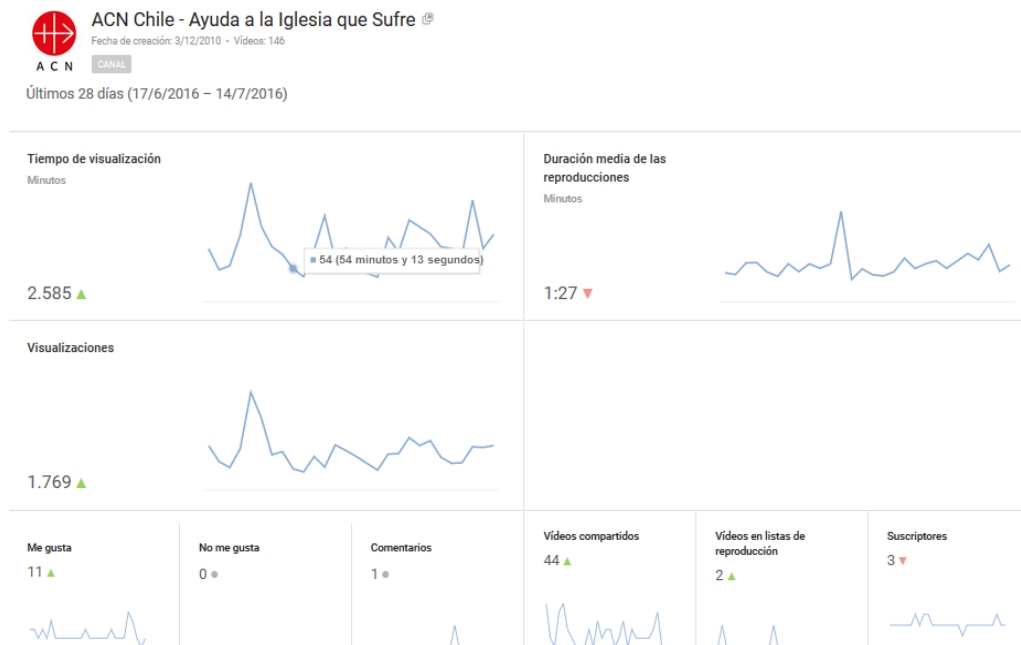 ACN Chile - Ayuda a la Iglesia que Sufre
Fecha de creación: 3/12/2010 • Vídeos: 146
ACN
CANAL
Últimos 28 días (17/6/2016 – 14/7/2016)
Tiempo de visualización
Minutos
54 (54 minutos y 13 segundos)
2.585
Duración media de las
reproducciones
Minutos
1:27
Visualizaciones
1.769
Me gusta
11
No me gusta
0
Comentarios
1
Vídeos compartidos
44
Vídeos en listas de
reproducción
2
Suscriptores
3